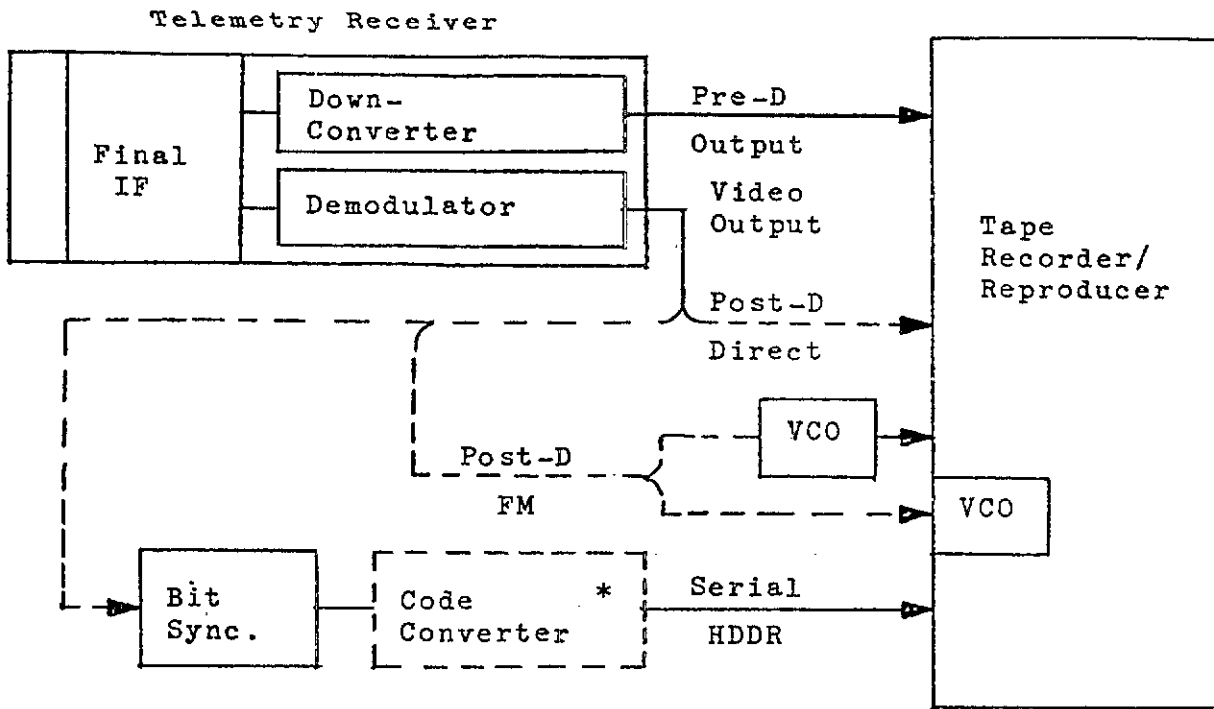 Telemetry Receiver
Final
IF
Down-
Converter
Demodulator
Pre-D
Output
Video
Output
Tape
Recorder/
Reproducer
Post-D
Direct
VCO
Post-D
FM
VCO
Bit
Sync.
Code *
Converter
Serial
HDDR